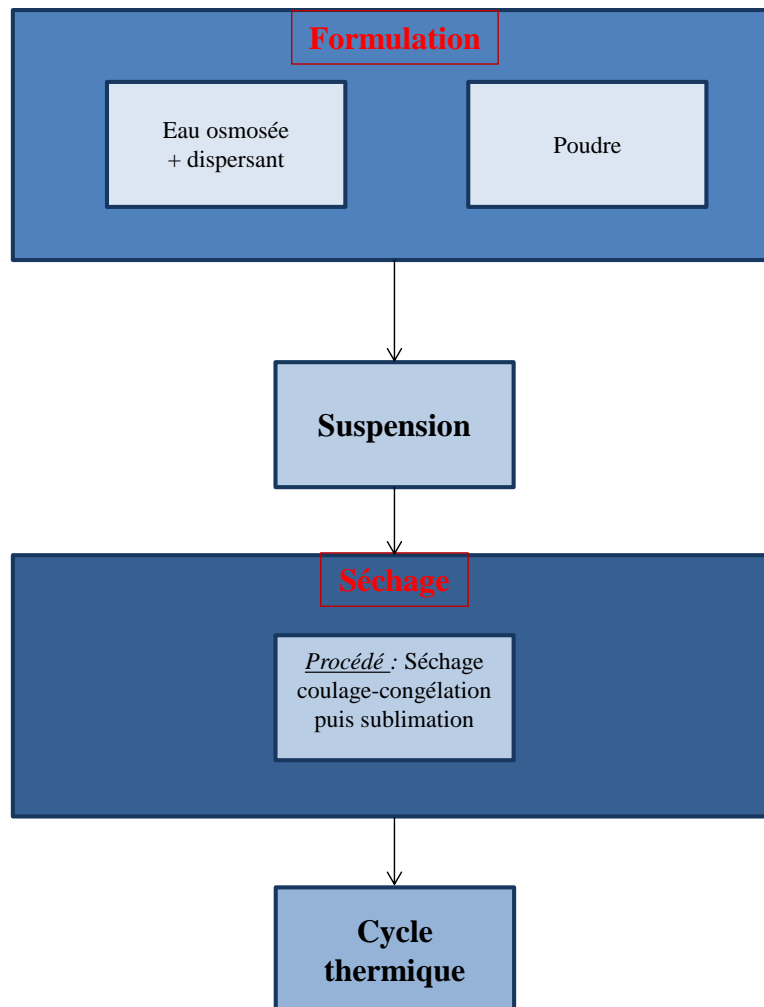 Formulation
Eau osmosée
+ dispersant
Poudre
Suspension
Séchage
Procédé : Séchage
coulage-congélation
puis sublimation
Cycle
thermique